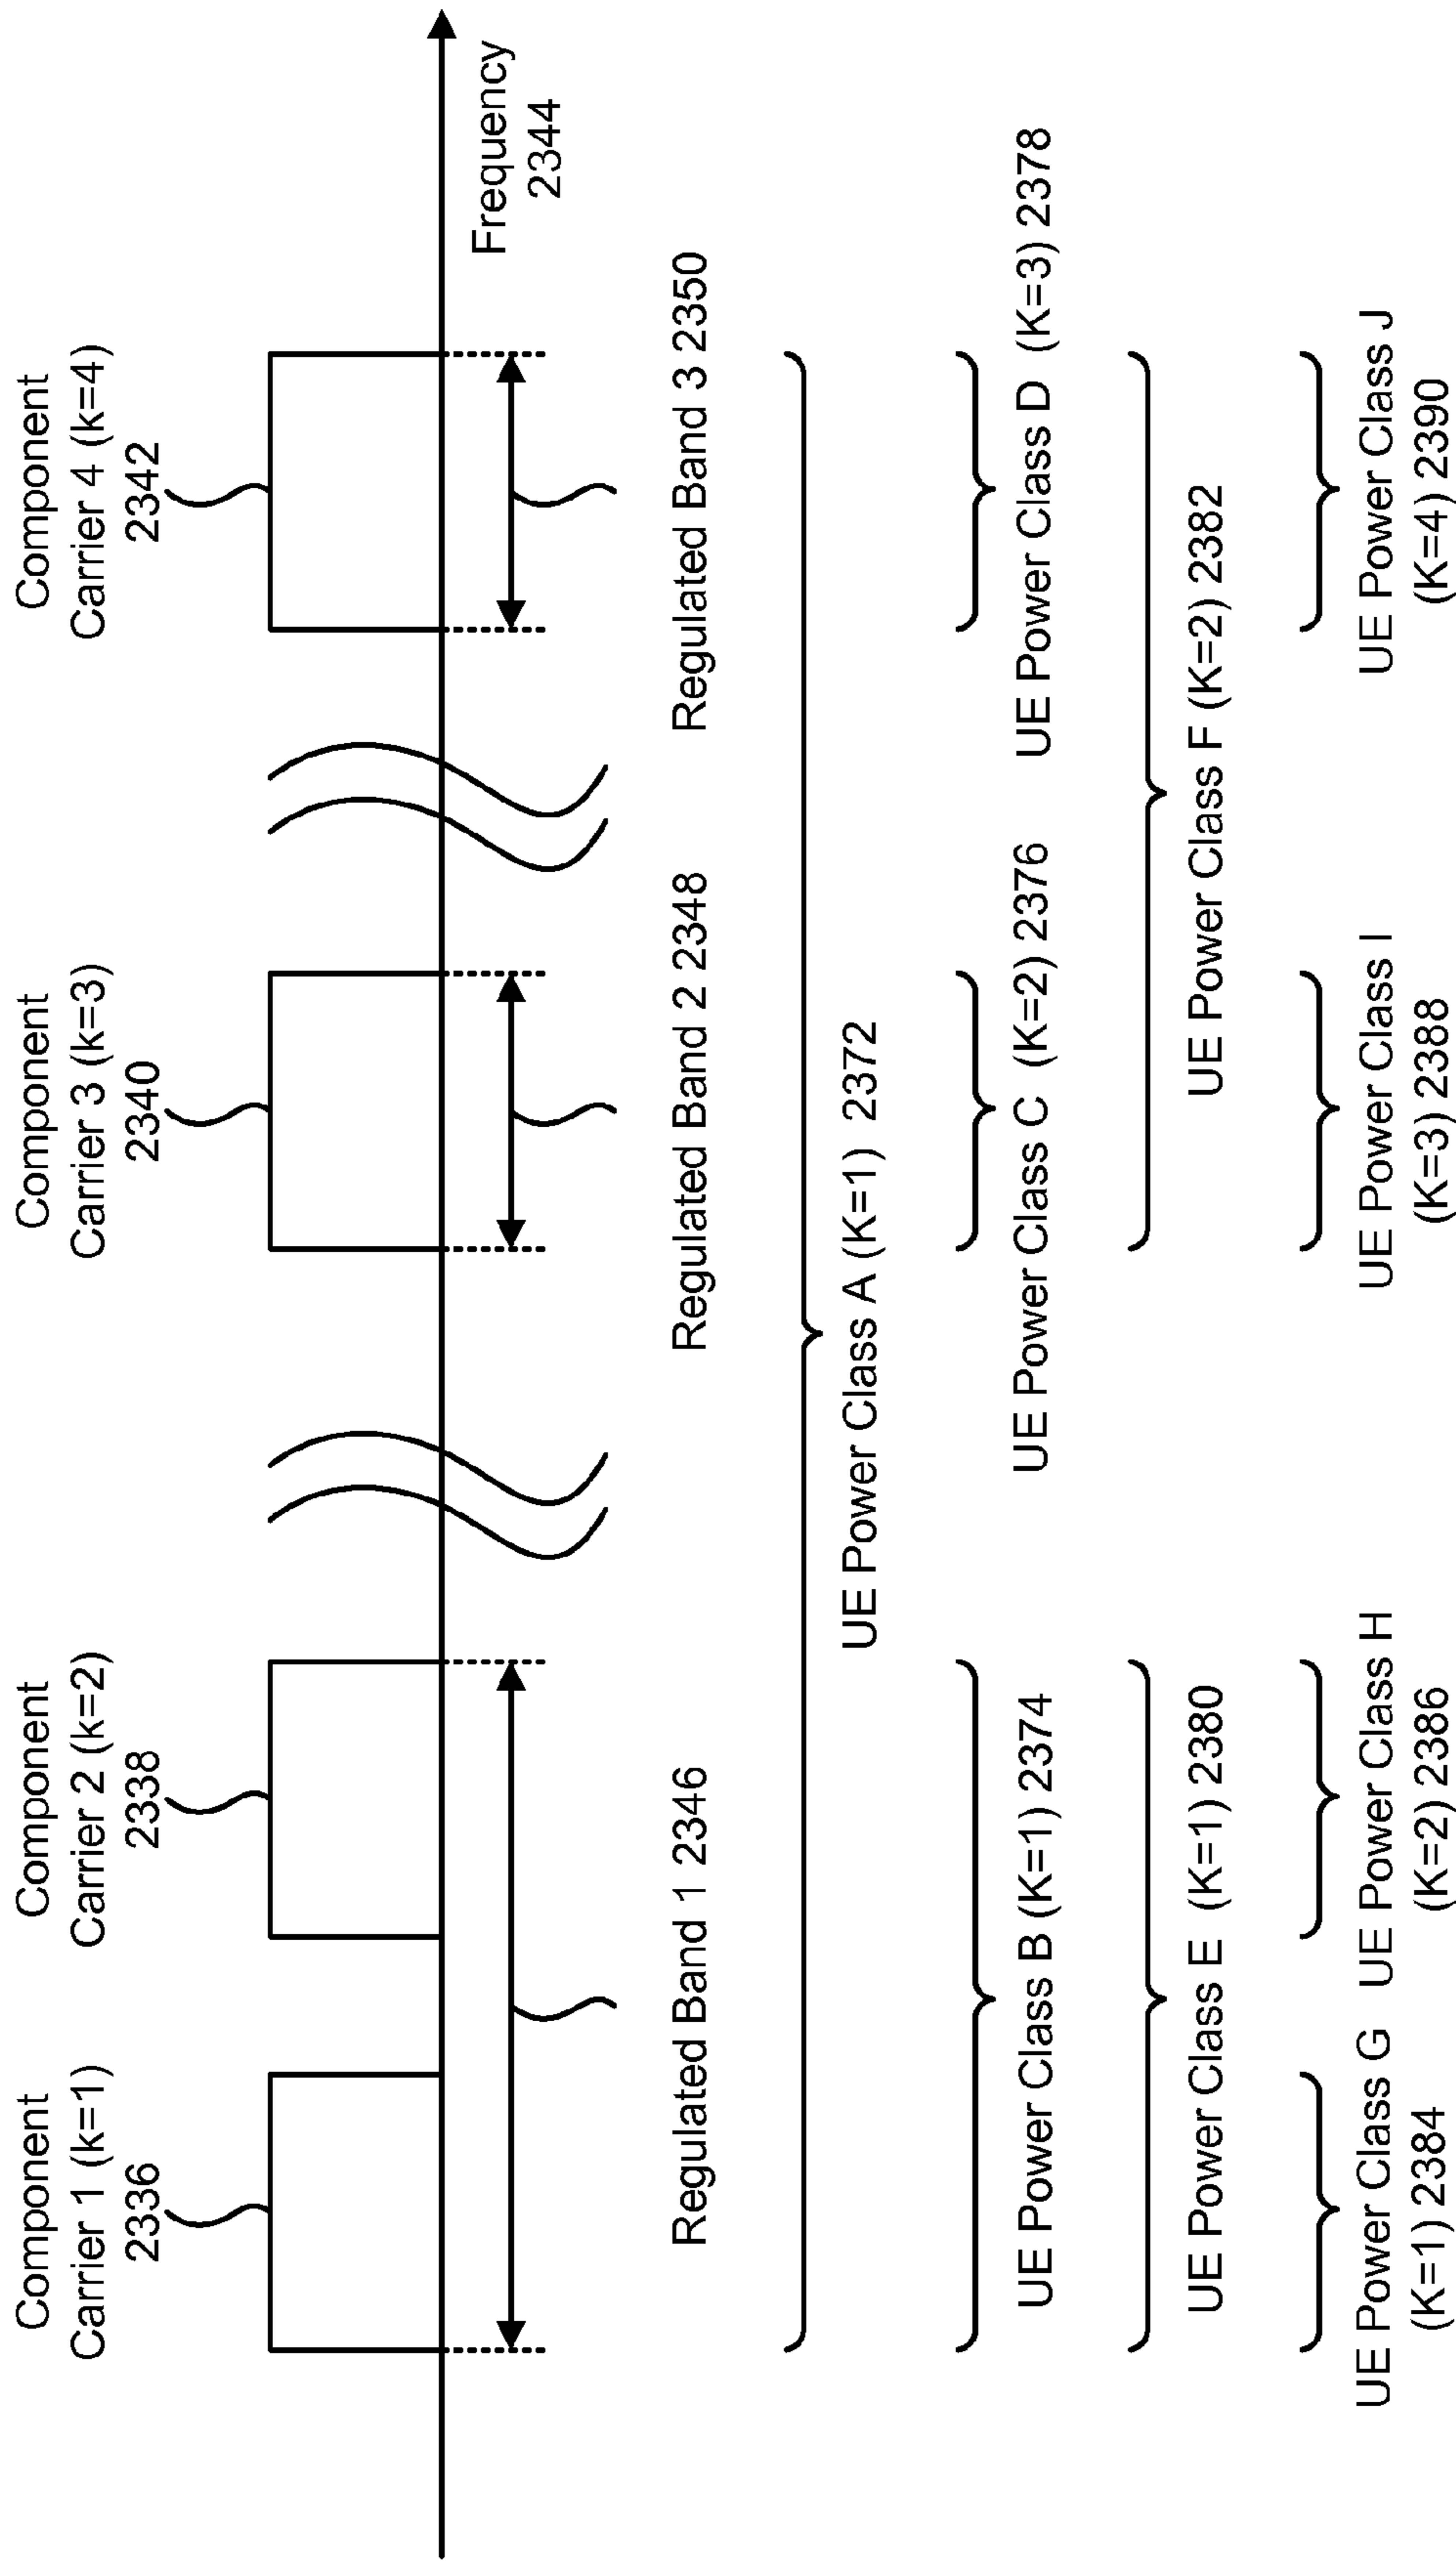 Component
Carrier 1 (k=1)
2336
Component
Carrier 2 (k=2)
2338
Component
Carrier 3 (k=3)
2340
Component
Carrier 4 (k=4)
2342
Frequency
2344
Regulated Band 1 2346
Regulated Band 2 2348
Regulated Band 3 2350
UE Power Class A (K=1) 2372
UE Power Class B (K=1) 2374
UE Power Class C (K=2) 2376
UE Power Class D (K=3) 2378
UE Power Class E (K=1) 2380
UE Power Class F (K=2) 2382
UE Power Class G
(K=1) 2384
UE Power Class H
(K=2) 2386
UE Power Class I
(K=3) 2388
UE Power Class J
(K=4) 2390